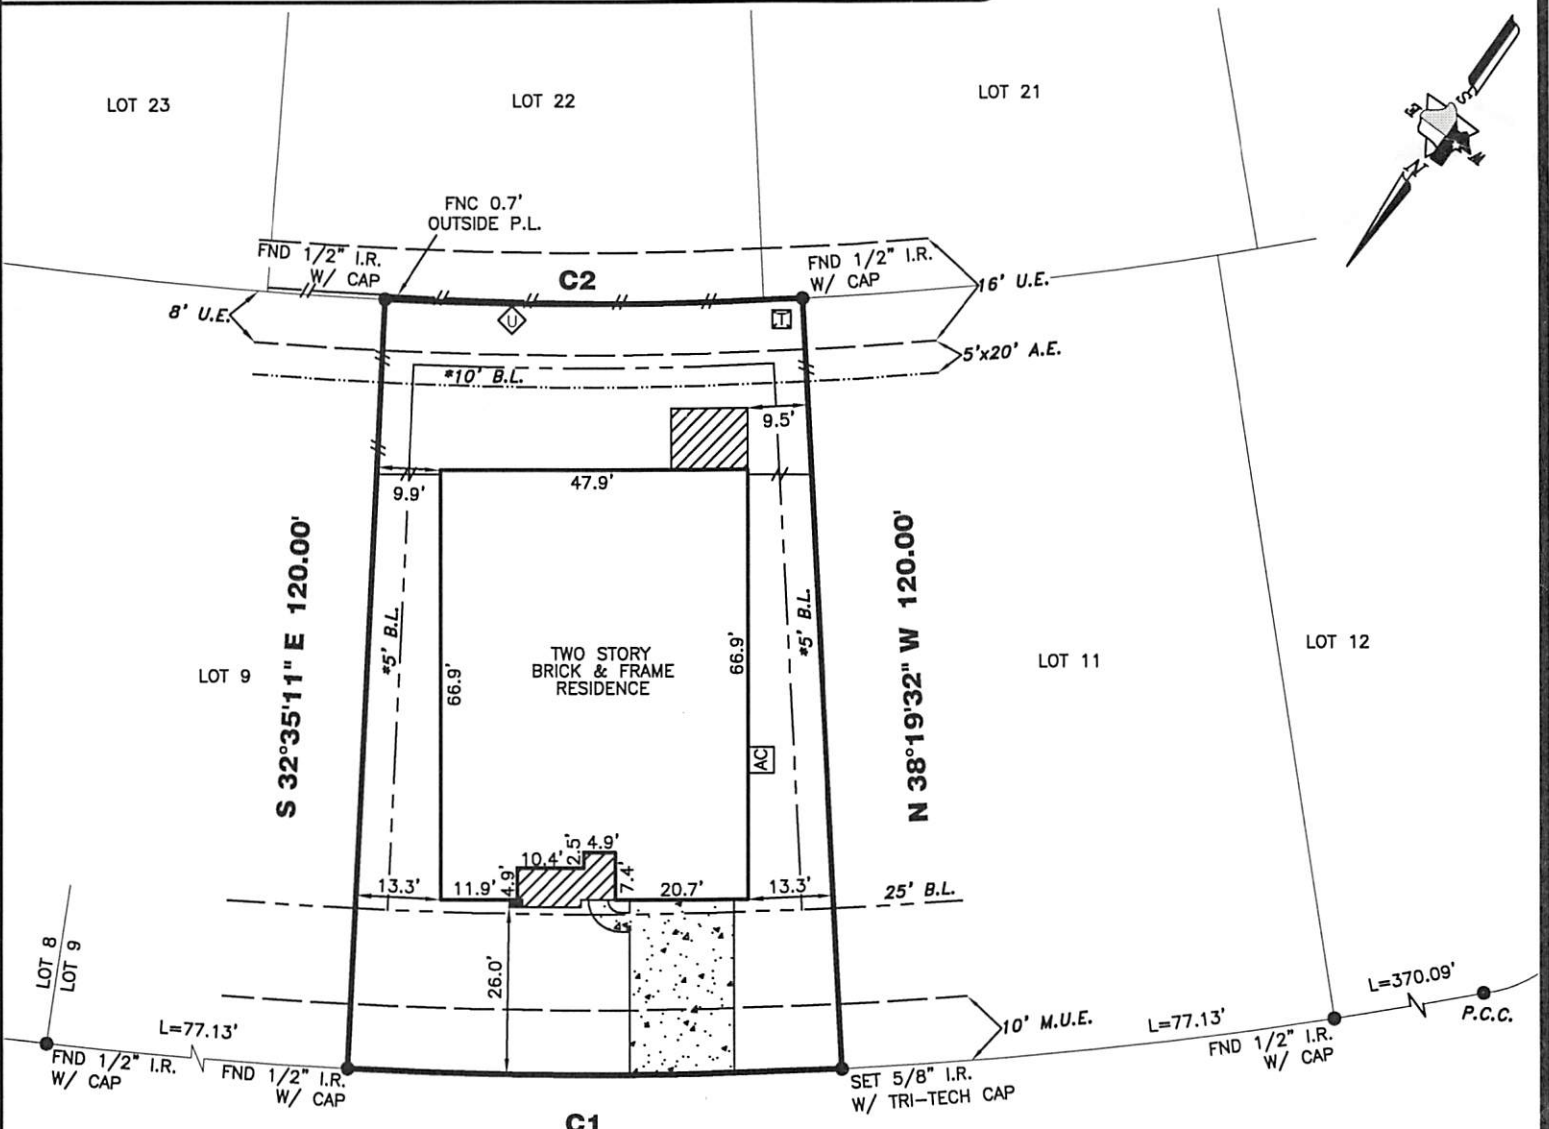 LOT 23
LOT 22
LOT 21
S
E
W
N
FNC 0.7'
OUTSIDE P.L.
FND 1/2" I.R.
W/ CAP
C2
FND 1/2" I.R.
W/ CAP
16' U.E.
8' U.E.
U
T
5'x20' A.E.
*10' B.L.
9.5'
9.9'
47.9'
S 32°35'11" E 120.00'
N 38°19'32" W 120.00'
*5' B.L.
*5' B.L.
66.9'
66.9'
TWO STORY
BRICK & FRAME
RESIDENCE
LOT 9
LOT 11
LOT 12
AC
10.4'
2.5'
4.9'
13.3'
11.9'
4.9'
7.4'
20.7'
13.3'
25' B.L.
LOT 8
LOT 9
26.0'
L=77.13'
10' M.U.E.
L=77.13'
L=370.09'
P.C.C.
FND 1/2" I.R.
W/ CAP
FND 1/2" I.R.
W/ CAP
SET 5/8" I.R.
W/ TRI-TECH CAP
FND 1/2" I.R.
W/ CAP
C1